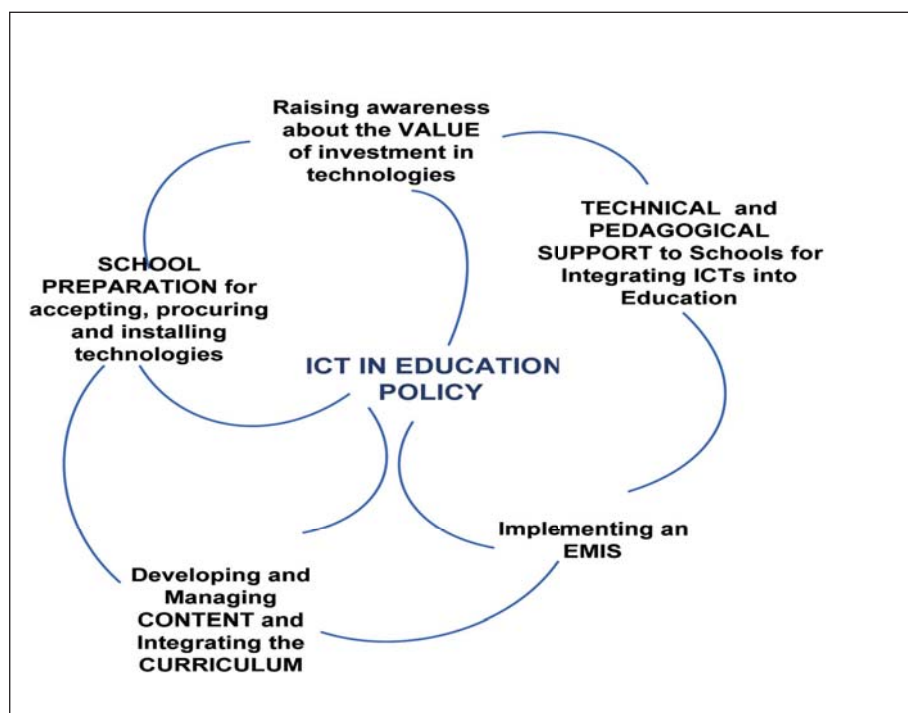 Raising awareness
about the VALUE
of investment in
technologies
TECHNICAL and
PEDAGOGICAL
SUPPORT to Schools for
Integrating ICTs into
Education
SCHOOL
PREPARATION for
accepting, procuring
and installing
technologies
ICT IN EDUCATION
POLICY
Implementing an
EMIS
Developing and
Managing
CONTENT and
Integrating the
CURRICULUM